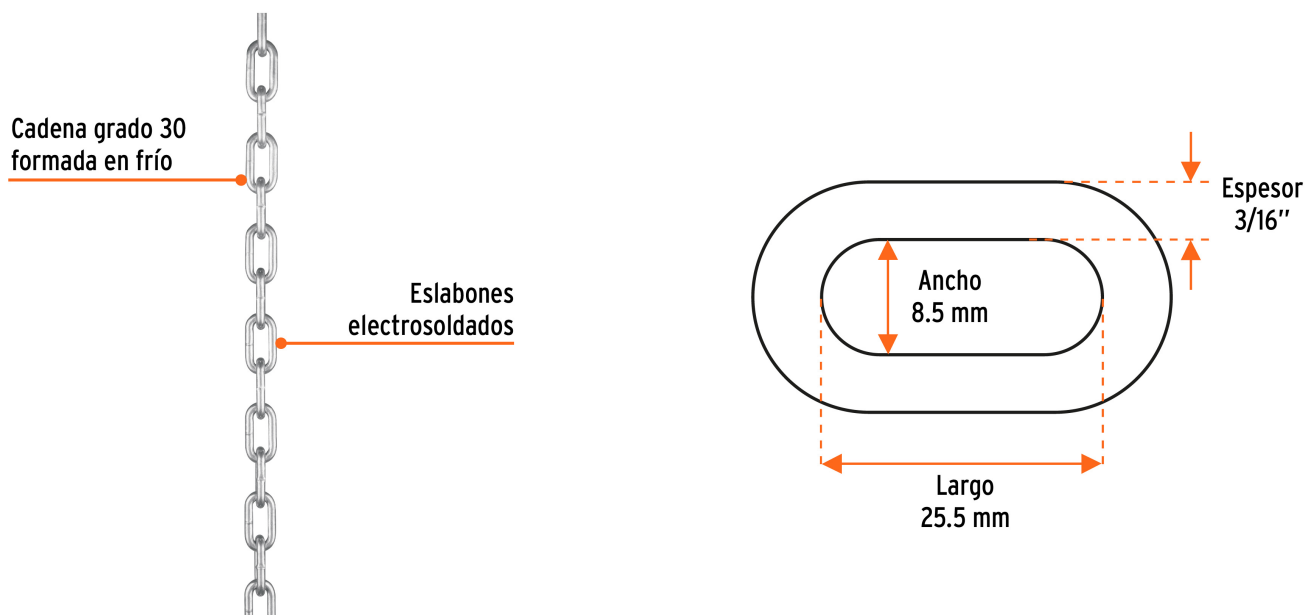 Cadena grado 30
formada en frío
Eslabones
electrosoldados
Espesor
3/16’’
Ancho
8.5 mm
Largo
25.5 mm